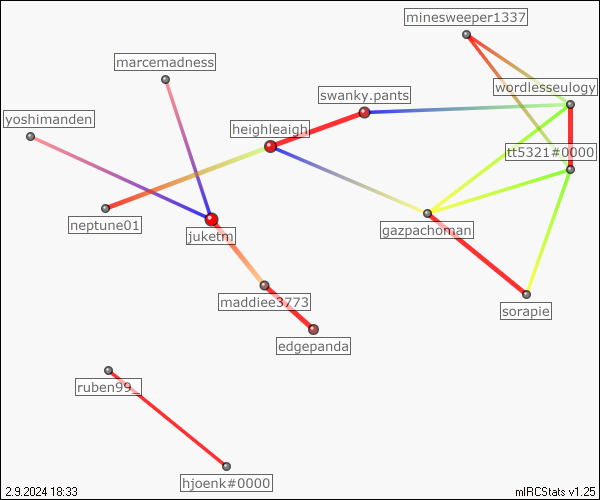 minesweeper1337
marcemadness
wordlesseulogy
swanky.pants
yoshimanden
heighleaigh
tt5321#0000
neptune01
gazpachoman
juketm
maddiee3773
sorapie
edgepanda
ruben99_
hjoenk#0000
2.9.2024 18:33
mIRCStats v1.25